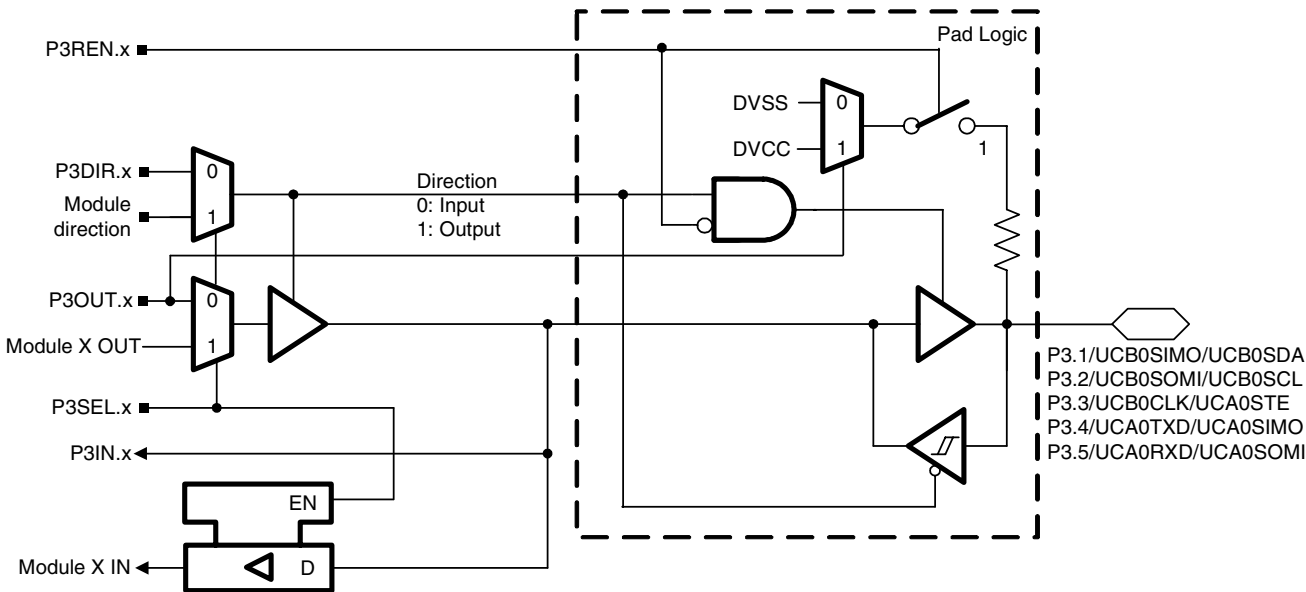 Pad Logic
P3REN.x
DVSS
0
DVCC
1
1
P3DIR.x
0
Module
direction
1
Direction
0: Input
1: Output
P3OUT.x
0
Module X OUT
1
P3.1/UCB0SIMO/UCB0SDA
P3.2/UCB0SOMI/UCB0SCL
P3.3/UCB0CLK/UCA0STE
P3.4/UCA0TXD/UCA0SIMO
P3.5/UCA0RXD/UCA0SOMI
P3SEL.x
P3IN.x
EN
Module X IN
D